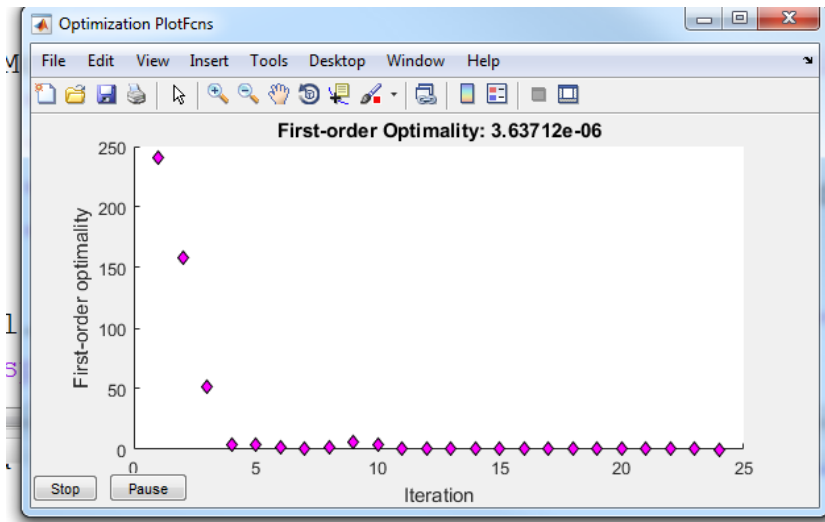 Optimization PlotFcns
File Edit View Insert Tools Desktop Window Help
First-order Optimality: 3.63712e-06
250
200
150
100
50
0
First-order optimality
0 5 10 15 20 25
Iteration
Stop Pause